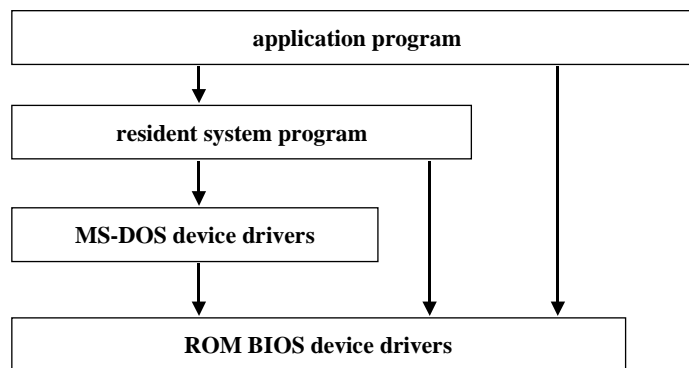 application program
resident system program
MS-DOS device drivers
ROM BIOS device drivers